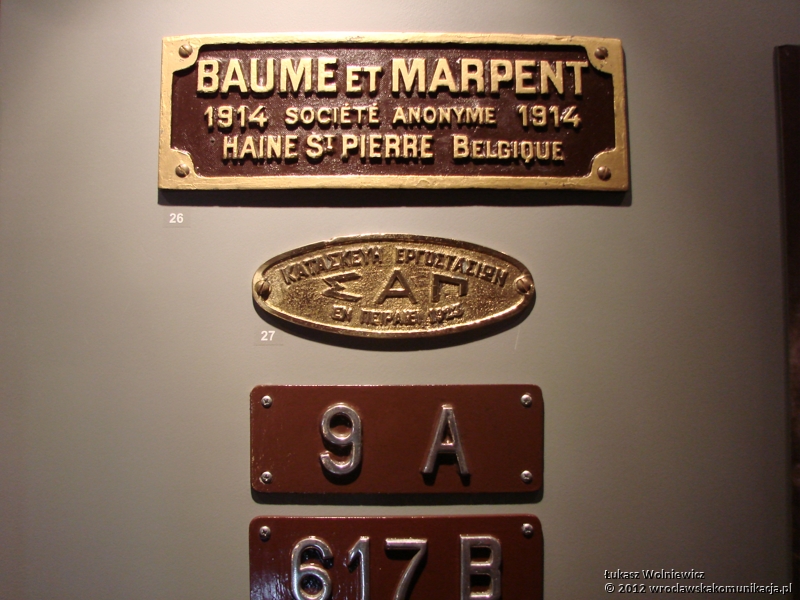 BAUME ET MARPENT
1914 SOCIÉTÉ ANONYME 1914
HAINE ST PIERRE BELGIQUE
26
ΚΑΤΑΣΚΕΥΗ ΕΡΓΟΣΤΑΣΙΩΝ
ΣΑΠ
ΕΝ ΠΕΙΡΑΙΕΙ
27
9 A
617 B
Łukasz Wolniewicz
© 2012 wroclawskakomunikacja.pl